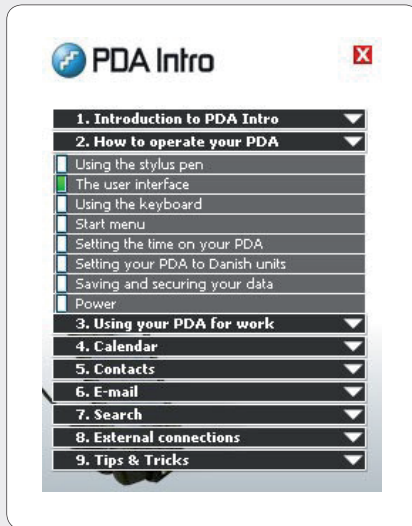 PDA Intro
X
1. Introduction to PDA Intro
2. How to operate your PDA
Using the stylus pen
The user interface
Using the keyboard
Start menu
Setting the time on your PDA
Setting your PDA to Danish units
Saving and securing your data
Power
3. Using your PDA for work
4. Calendar
5. Contacts
6. E-mail
7. Search
8. External connections
9. Tips & Tricks